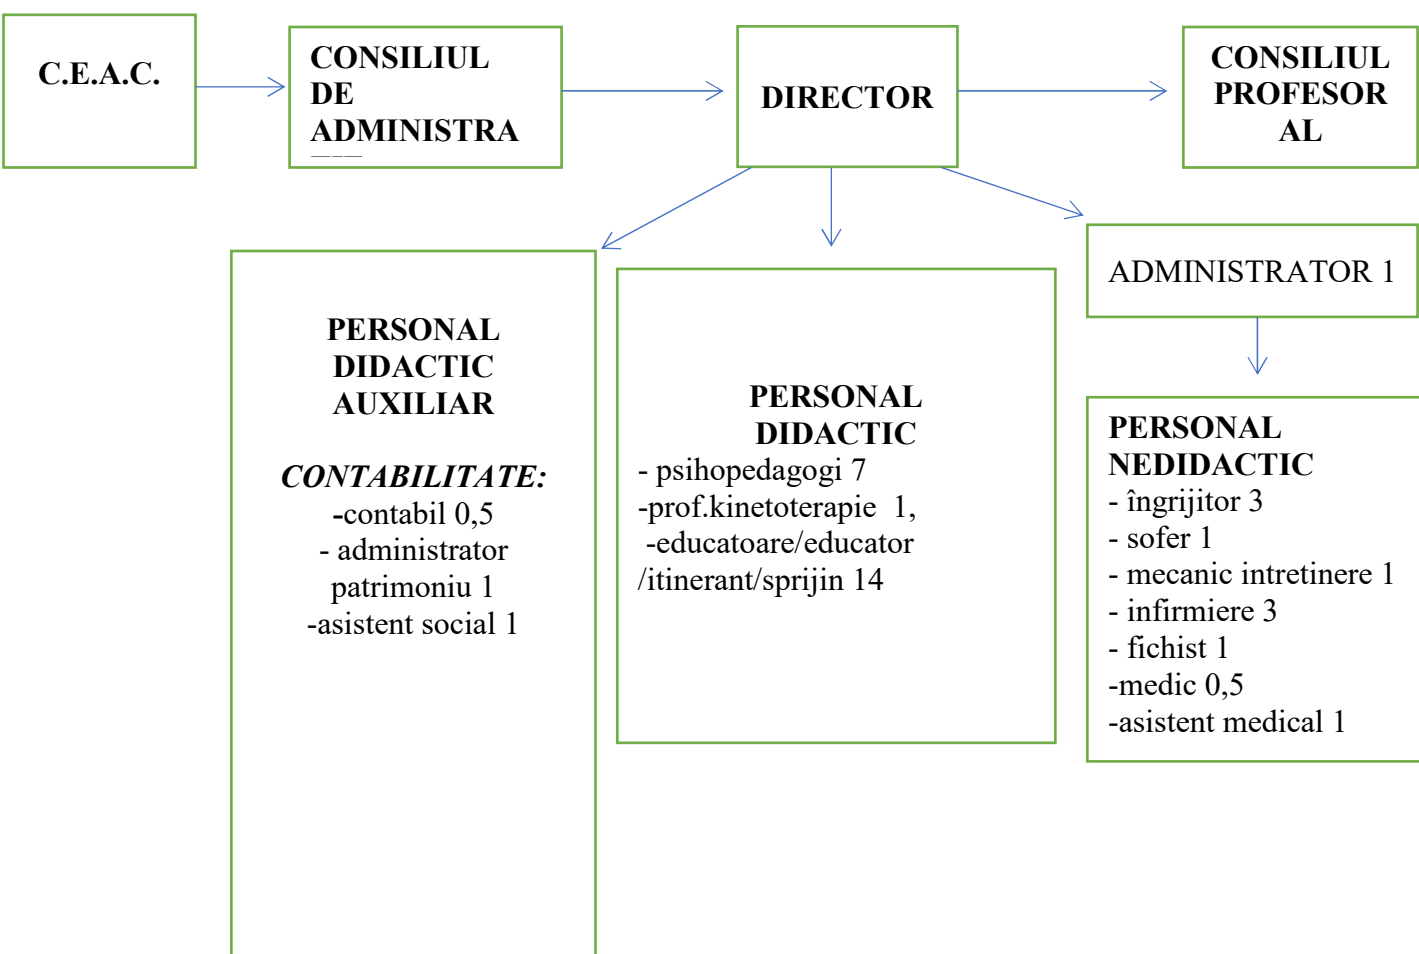 C.E.A.C.
CONSILIUL
DE
ADMINISTRA
DIRECTOR
CONSILIUL
PROFESOR
AL
PERSONAL
DIDACTIC
AUXILIAR
CONTABILITATE:
-contabil 0,5
- administrator
patrimoniu 1
-asistent social 1
PERSONAL
DIDACTIC
- psihopedagogi 7
-prof.kinetoterapie  1,
-educatoare/educator
/itinerant/sprijin 14
ADMINISTRATOR 1
PERSONAL
NEDIDACTIC
- îngrijitor 3
- sofer 1
- mecanic intretinere 1
- infirmiere 3
- fichist 1
-medic 0,5
-asistent medical 1